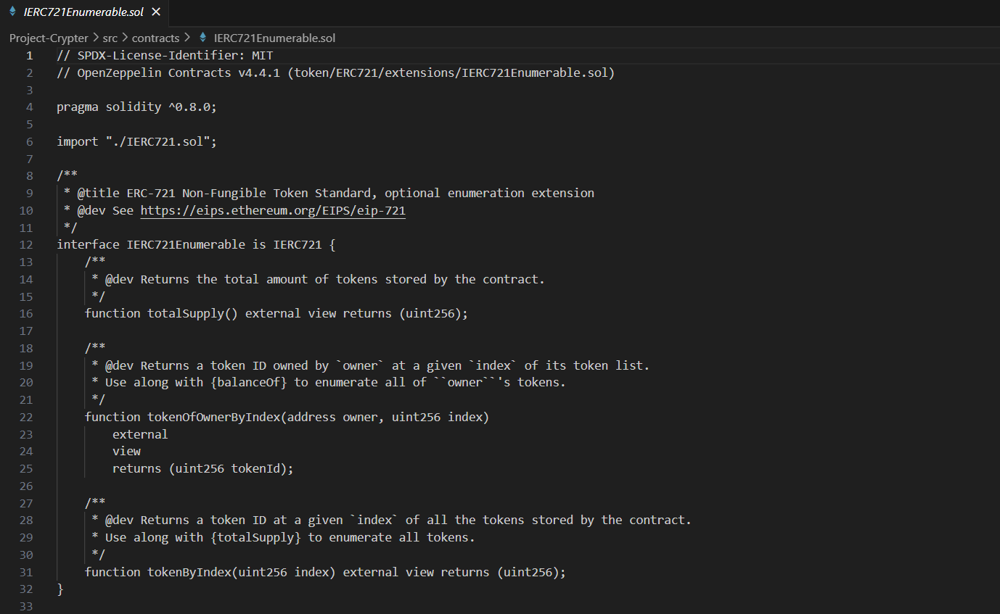 IERC721Enumerable.sol ×
Project-Crypter > src > contracts > IERC721Enumerable.sol
1 // SPDX-License-Identifier: MIT
2 // OpenZeppelin Contracts v4.4.1 (token/ERC721/extensions/IERC721Enumerable.sol)
3
4 pragma solidity ^0.8.0;
5
6 import "./IERC721.sol";
7
8 /**
9  * @title ERC-721 Non-Fungible Token Standard, optional enumeration extension
10  * @dev See https://eips.ethereum.org/EIPS/eip-721
11  */
12 interface IERC721Enumerable is IERC721 {
13     /**
14      * @dev Returns the total amount of tokens stored by the contract.
15      */
16     function totalSupply() external view returns (uint256);
17
18     /**
19      * @dev Returns a token ID owned by `owner` at a given `index` of its token list.
20      * Use along with {balanceOf} to enumerate all of ``owner``'s tokens.
21      */
22     function tokenOfOwnerByIndex(address owner, uint256 index)
23         external
24         view
25         returns (uint256 tokenId);
26
27     /**
28      * @dev Returns a token ID at a given `index` of all the tokens stored by the contract.
29      * Use along with {totalSupply} to enumerate all tokens.
30      */
31     function tokenByIndex(uint256 index) external view returns (uint256);
32 }
33